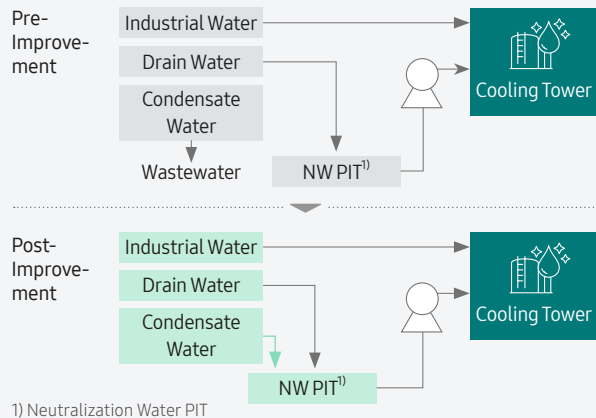 Pre-
Improve-
ment
Industrial Water
Drain Water
Condensate
Water
Wastewater
NW PIT1)
Cooling Tower
Post-
Improve-
ment
Industrial Water
Drain Water
Condensate
Water
NW PIT1)
Cooling Tower
1) Neutralization Water PIT